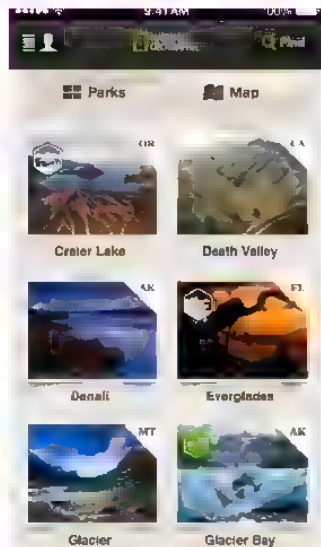 9:41 AM 100%
Find
Parks Map
OR CA
Crater Lake Death Valley
AK FL
Denali Everglades
MT AK
Glacier Glacier Bay